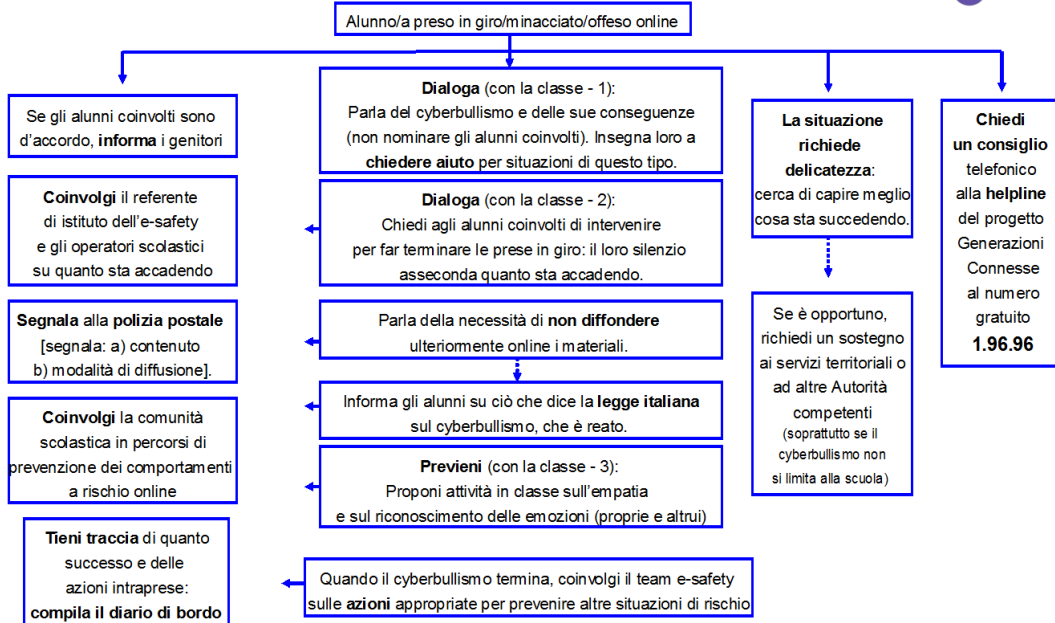 Alunno/a preso in giro/minacciato/offeso online
Se gli alunni coinvolti sono
d'accordo, informa i genitori
Coinvolgi il referente
di istituto dell'e-safety
e gli operatori scolastici
su quanto sta accadendo
Segnala alla polizia postale
[segnala: a) contenuto
b) modalità di diffusione].
Coinvolgi la comunità
scolastica in percorsi di
prevenzione dei comportamenti
a rischio online
Tieni traccia di quanto
successo e delle
azioni intraprese:
compila il diario di bordo
Dialoga (con la classe - 1):
Parla del cyberbullismo e delle sue conseguenze
(non nominare gli alunni coinvolti). Insegna loro a
chiedere aiuto per situazioni di questo tipo.
Dialoga (con la classe - 2):
Chiedi agli alunni coinvolti di intervenire
per far terminare le prese in giro: il loro silenzio
asseconda quanto sta accadendo.
Parla della necessità di non diffondere
ulteriormente online i materiali.
Informa gli alunni su ciò che dice la legge italiana
sul cyberbullismo, che è reato.
Previeni (con la classe - 3):
Proponi attività in classe sull'empatia
e sul riconoscimento delle emozioni (proprie e altrui)
Quando il cyberbullismo termina, coinvolgi il team e-safety
sulle azioni appropriate per prevenire altre situazioni di rischio
La situazione
richiede
delicatezza:
cerca di capire meglio
cosa sta succedendo.
Se è opportuno,
richiedi un sostegno
ai servizi territoriali o
ad altre Autorità
competenti
(soprattutto se il
cyberbullismo non
si limita alla scuola)
Chiedi
un consiglio
telefonico
alla helpline
del progetto
Generazioni
Connesse
al numero
gratuito
1.96.96